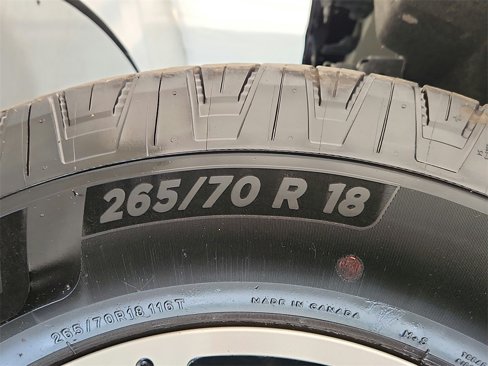 265/70 R 18
265/70R18 116T
MADE IN CANADA
M+S